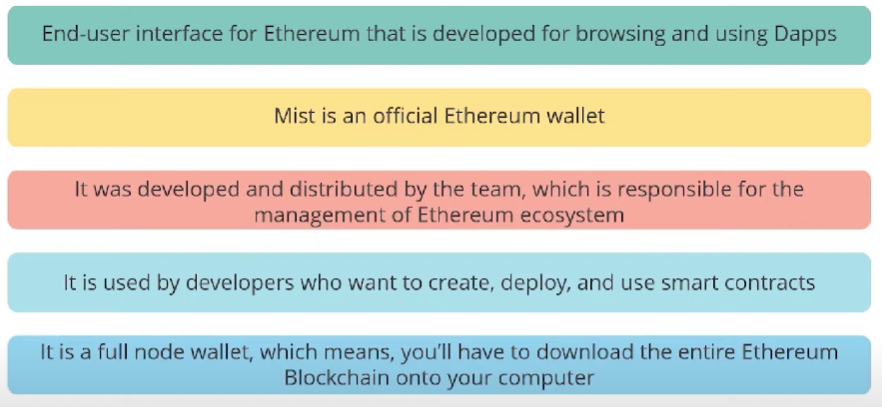 End-user interface for Ethereum that is developed for browsing and using Dapps
Mist is an official Ethereum wallet
It was developed and distributed by the team, which is responsible for the
management of Ethereum ecosystem
It is used by developers who want to create, deploy, and use smart contracts
It is a full node wallet, which means, you'll have to download the entire Ethereum
Blockchain onto your computer